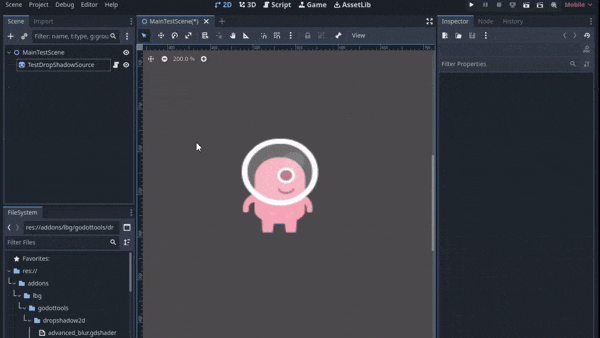 Scene Project Debug Editor Help
2D 3D Script Game AssetLib
Mobile
Scene Import
MainTestScene(*)
Inspector Node History
Filter: name, t:type, g:grou
View
MainTestScene
TestDropShadowSource
200.0 %
Filter Properties
FileSystem
res://addons/lbg/godottools/dr
Filter Files
Favorites:
res://
addons
lbg
godottools
dropshadow2d
advanced_blur.gdshader